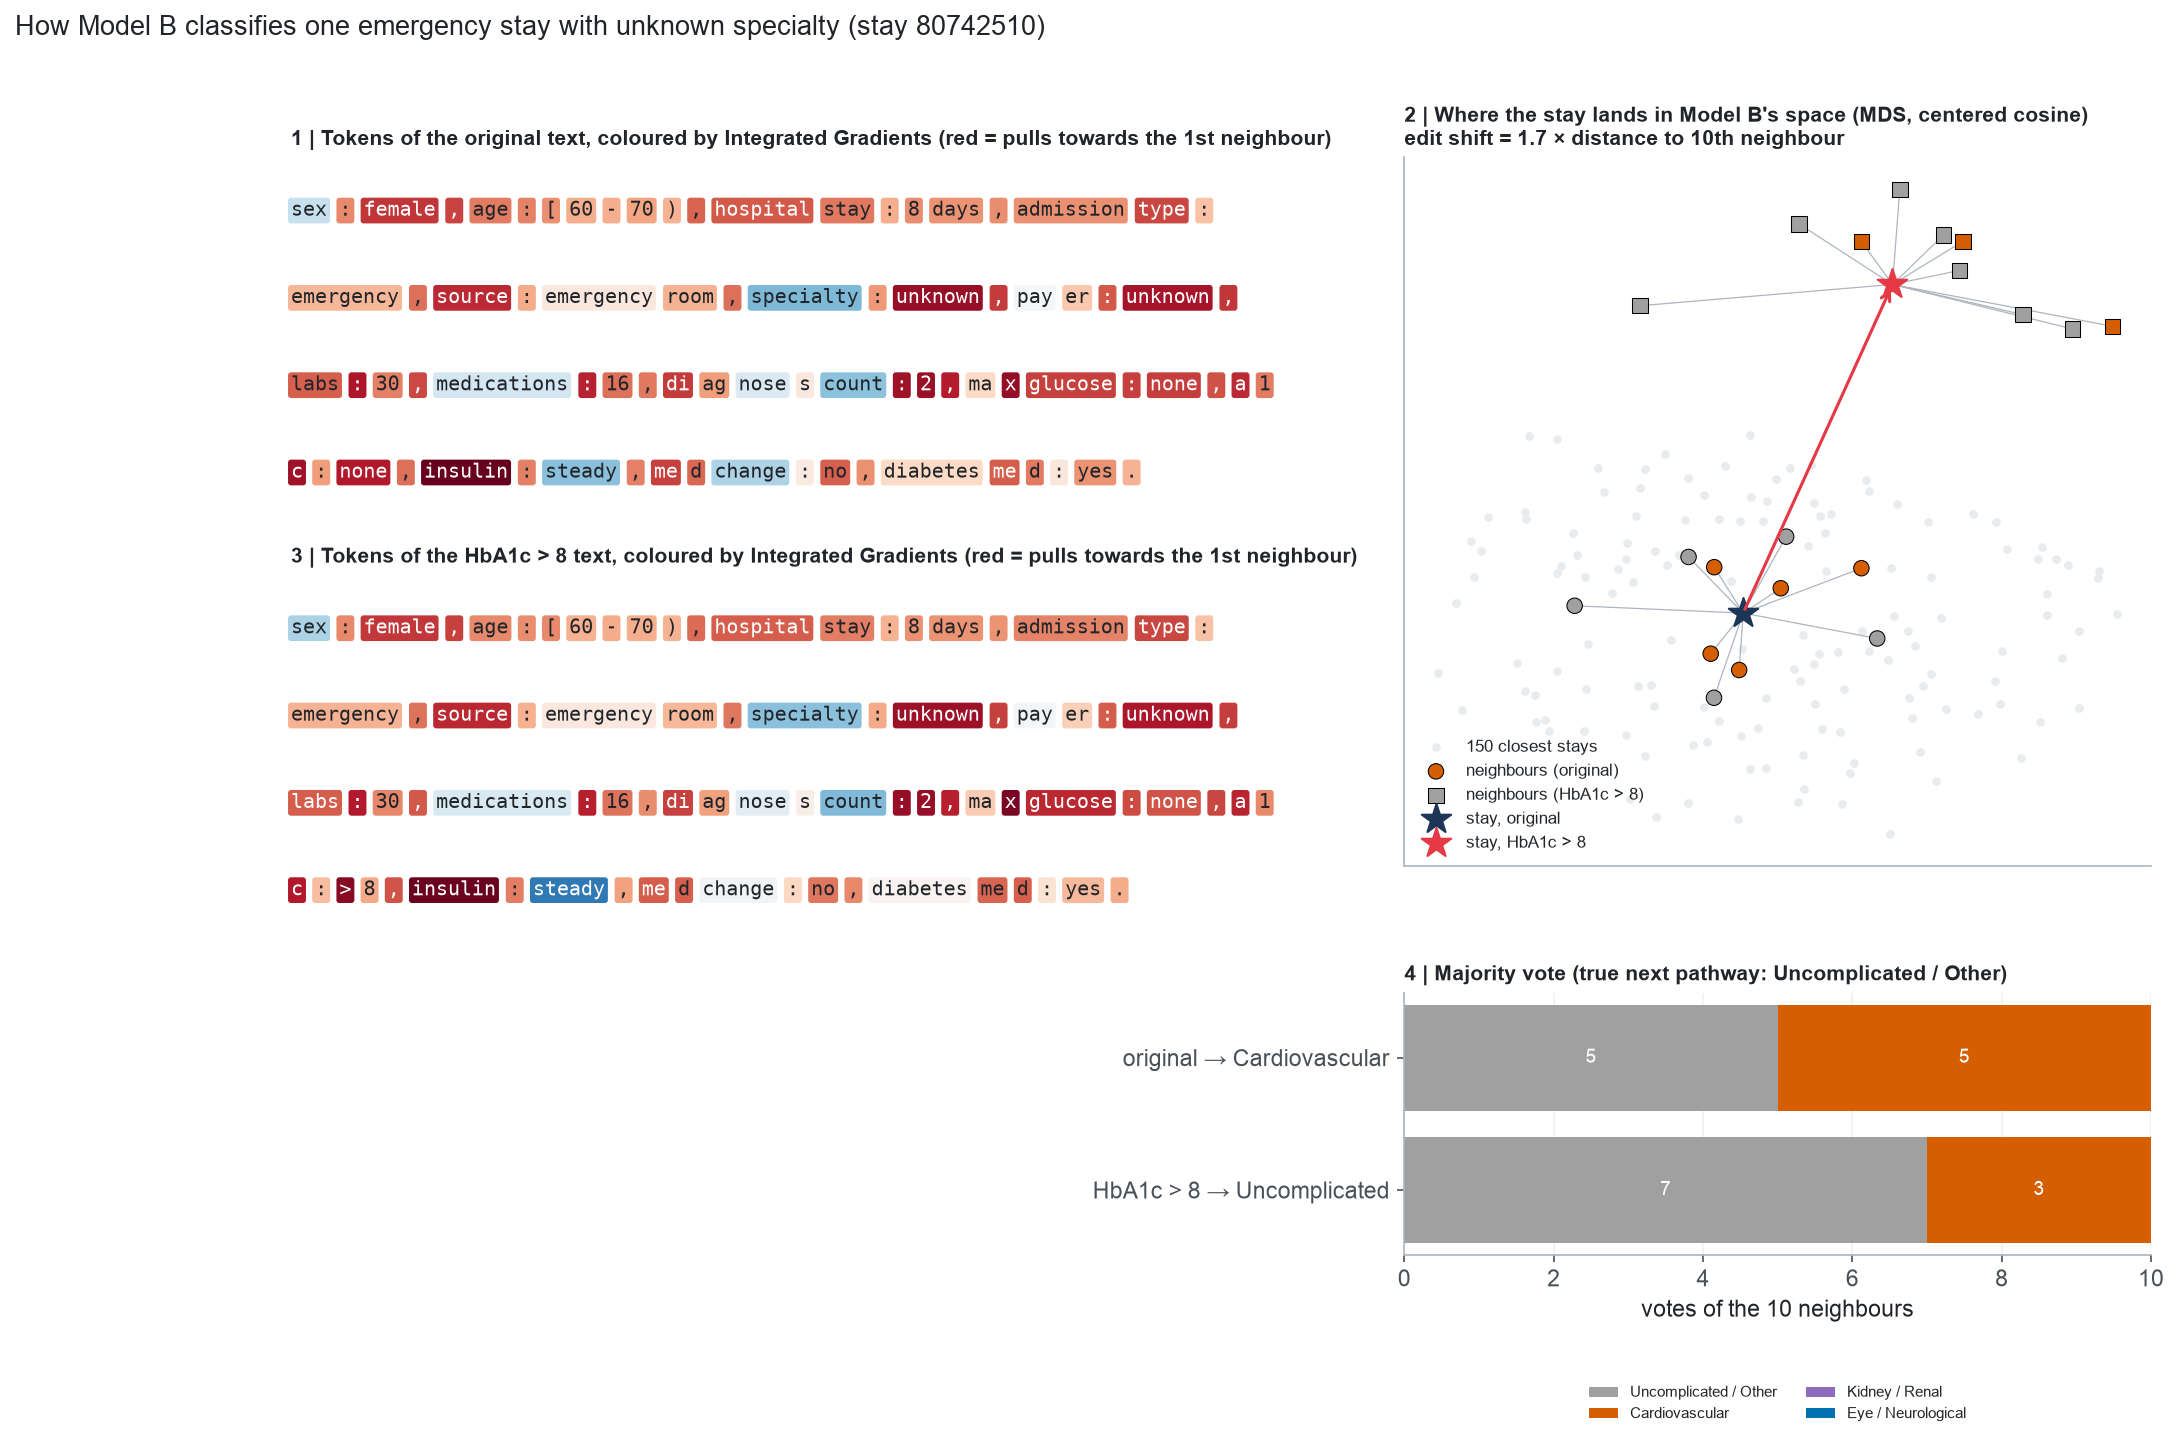 How Model B classifies one emergency stay with unknown specialty (stay 80742510)
1 | Tokens of the original text, coloured by Integrated Gradients (red = pulls towards the 1st neighbour)
sex : female , age : [ 60 - 70 ) , hospital stay : 8 days , admission type :
emergency , source : emergency room , specialty : unknown , pay er : unknown ,
labs : 30 , medications : 16 , di ag nose s count : 2 , ma x glucose : none , a 1
c : none , insulin : steady , me d change : no , diabetes me d : yes .
2 | Where the stay lands in Model B's space (MDS, centered cosine)
edit shift = 1.7 × distance to 10th neighbour
150 closest stays
neighbours (original)
neighbours (HbA1c > 8)
stay, original
stay, HbA1c > 8
3 | Tokens of the HbA1c > 8 text, coloured by Integrated Gradients (red = pulls towards the 1st neighbour)
sex : female , age : [ 60 - 70 ) , hospital stay : 8 days , admission type :
emergency , source : emergency room , specialty : unknown , pay er : unknown ,
labs : 30 , medications : 16 , di ag nose s count : 2 , ma x glucose : none , a 1
c : > 8 , insulin : steady , me d change : no , diabetes me d : yes .
4 | Majority vote (true next pathway: Uncomplicated / Other)
original → Cardiovascular
5 5
HbA1c > 8 → Uncomplicated
7 3
0 2 4 6 8 10
votes of the 10 neighbours
Uncomplicated / Other
Cardiovascular
Kidney / Renal
Eye / Neurological